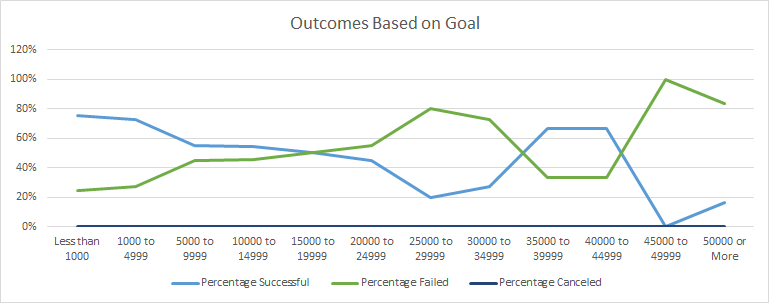 Outcomes Based on Goal
120%
100%
80%
60%
40%
20%
0%
Less than 1000
1000 to 4999
5000 to 9999
10000 to 14999
15000 to 19999
20000 to 24999
25000 to 29999
30000 to 34999
35000 to 39999
40000 to 44999
45000 to 49999
50000 or More
Percentage Successful
Percentage Failed
Percentage Canceled